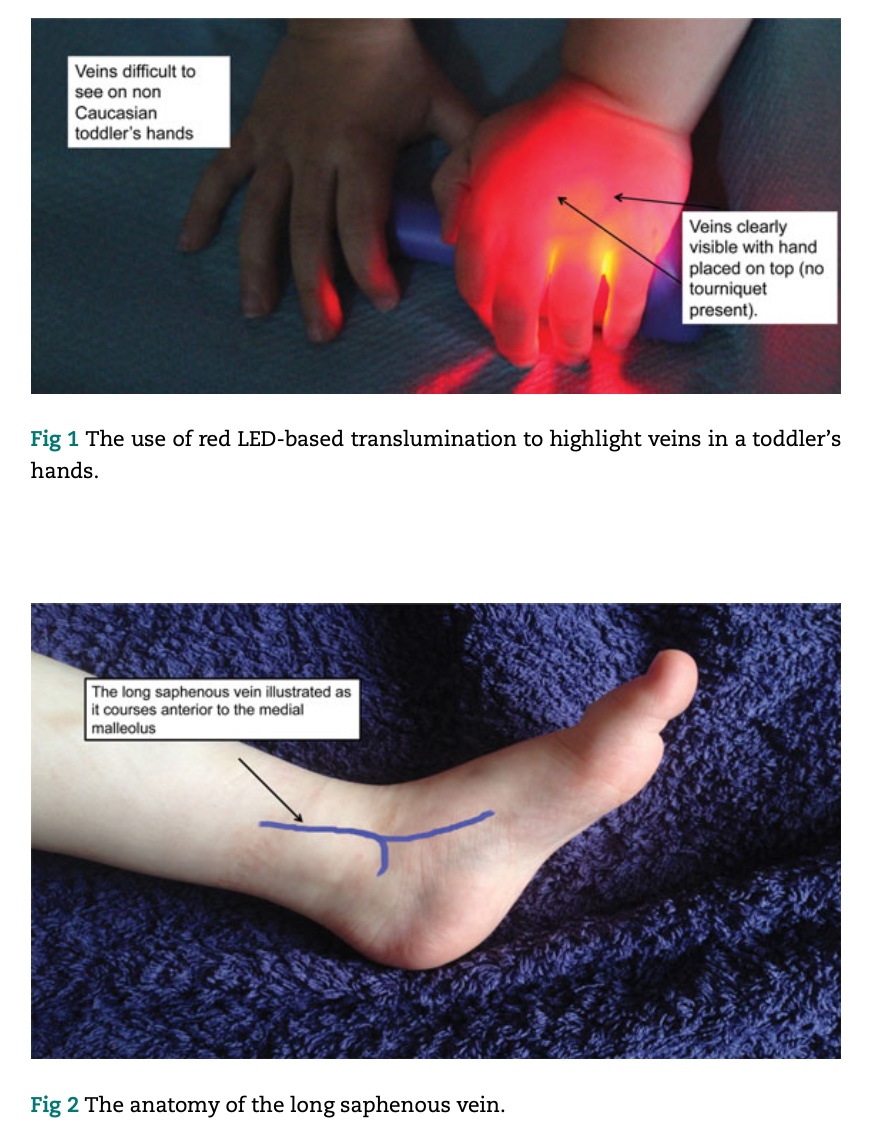 Veins difficult to
see on non
Caucasian
toddler's hands
Veins clearly
visible with hand
placed on top (no
tourniquet
present).
Fig 1 The use of red LED-based translumination to highlight veins in a toddler's
hands.
The long saphenous vein illustrated as
it courses anterior to the medial
malleolus
Fig 2 The anatomy of the long saphenous vein.